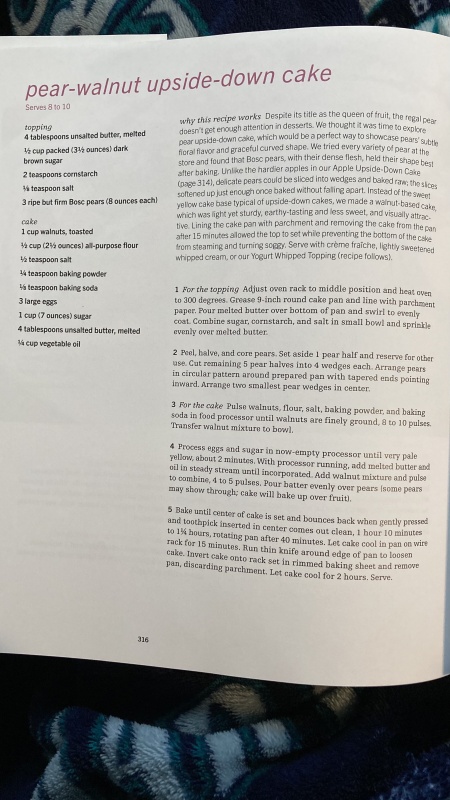 pear-walnut upside-down cake
Serves 8 to 10
topping
4 tablespoons unsalted butter, melted
½ cup packed (3½ ounces) dark
brown sugar
2 teaspoons cornstarch
⅛ teaspoon salt
3 ripe but firm Bosc pears (8 ounces each)
cake
1 cup walnuts, toasted
½ cup (2½ ounces) all-purpose flour
½ teaspoon salt
¼ teaspoon baking powder
⅛ teaspoon baking soda
3 large eggs
1 cup (7 ounces) sugar
4 tablespoons unsalted butter, melted
¼ cup vegetable oil
why this recipe works Despite its title as the queen of fruit, the regal pear
doesn't get enough attention in desserts. We thought it was time to explore
pear upside-down cake, which would be a perfect way to showcase pears' subtle
floral flavor and graceful curved shape. We tried every variety of pear at the
store and found that Bosc pears, with their dense flesh, held their shape best
after baking. Unlike the hardier apples in our Apple Upside-Down Cake
(page 314), delicate pears could be sliced into wedges and baked raw; the slices
softened up just enough once baked without falling apart. Instead of the sweet
yellow cake base typical of upside-down cakes, we made a walnut-based cake,
which was light yet sturdy, earthy-tasting and less sweet, and visually attrac-
tive. Lining the cake pan with parchment and removing the cake from the pan
after 15 minutes allowed the top to set while preventing the bottom of the cake
from steaming and turning soggy. Serve with crème fraîche, lightly sweetened
whipped cream, or our Yogurt Whipped Topping (recipe follows).
1 For the topping Adjust oven rack to middle position and heat oven
to 300 degrees. Grease 9-inch round cake pan and line with parchment
paper. Pour melted butter over bottom of pan and swirl to evenly
coat. Combine sugar, cornstarch, and salt in small bowl and sprinkle
evenly over melted butter.
2 Peel, halve, and core pears. Set aside 1 pear half and reserve for other
use. Cut remaining 5 pear halves into 4 wedges each. Arrange pears
in circular pattern around prepared pan with tapered ends pointing
inward. Arrange two smallest pear wedges in center.
3 For the cake Pulse walnuts, flour, salt, baking powder, and baking
soda in food processor until walnuts are finely ground, 8 to 10 pulses.
Transfer walnut mixture to bowl.
4 Process eggs and sugar in now-empty processor until very pale
yellow, about 2 minutes. With processor running, add melted butter and
oil in steady stream until incorporated. Add walnut mixture and pulse
to combine, 4 to 5 pulses. Pour batter evenly over pears (some pears
may show through; cake will bake up over fruit).
5 Bake until center of cake is set and bounces back when gently pressed
and toothpick inserted in center comes out clean, 1 hour 10 minutes
to 1¼ hours, rotating pan after 40 minutes. Let cake cool in pan on wire
rack for 15 minutes. Run thin knife around edge of pan to loosen
cake. Invert cake onto rack set in rimmed baking sheet and remove
pan, discarding parchment. Let cake cool for 2 hours. Serve.
316